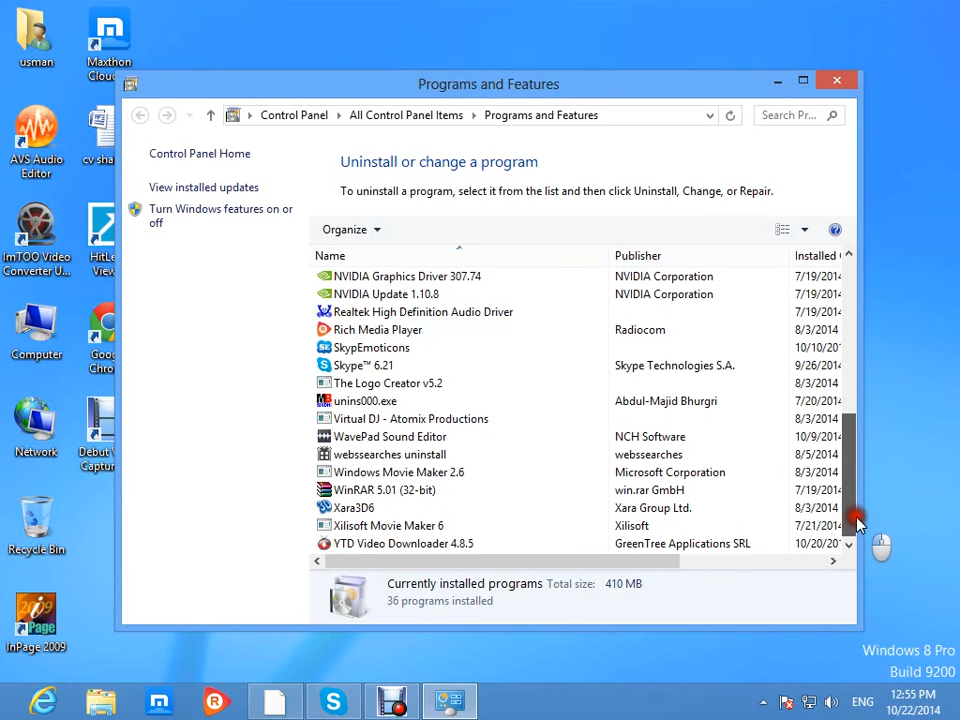 usman
Maxthon
Cloud
Programs and Features
Control Panel
All Control Panel Items
Programs and Features
Search Pr...
AVS Audio
Editor
cv sha
Control Panel Home
View installed updates
Turn Windows features on or
off
Uninstall or change a program
To uninstall a program, select it from the list and then click Uninstall, Change, or Repair.
Organize
Name
Publisher
Installed
NVIDIA Graphics Driver 307.74 NVIDIA Corporation 7/19/2014
NVIDIA Update 1.10.8 NVIDIA Corporation 7/19/2014
Realtek High Definition Audio Driver 7/19/2014
Rich Media Player Radiocom 8/3/2014
SkypEmoticons 10/10/201
Skype™ 6.21 Skype Technologies S.A. 9/26/2014
The Logo Creator v5.2 8/3/2014
unins000.exe Abdul-Majid Bhurgri 7/20/2014
Virtual DJ - Atomix Productions 8/3/2014
WavePad Sound Editor NCH Software 10/9/2014
webssearches uninstall webssearches 8/5/2014
Windows Movie Maker 2.6 Microsoft Corporation 8/3/2014
WinRAR 5.01 (32-bit) win.rar GmbH 7/19/2014
Xara3D6 Xara Group Ltd. 8/3/2014
Xilisoft Movie Maker 6 Xilisoft 7/21/2014
YTD Video Downloader 4.8.5 GreenTree Applications SRL 10/20/201
Currently installed programs Total size: 410 MB
36 programs installed
ImTOO Video
Converter U...
HitLe
View
Computer
Goog
Chro
Network
Debut V
Captur
Recycle Bin
2009
inPage
InPage 2009
Windows 8 Pro
Build 9200
ENG
12:55 PM
10/22/2014